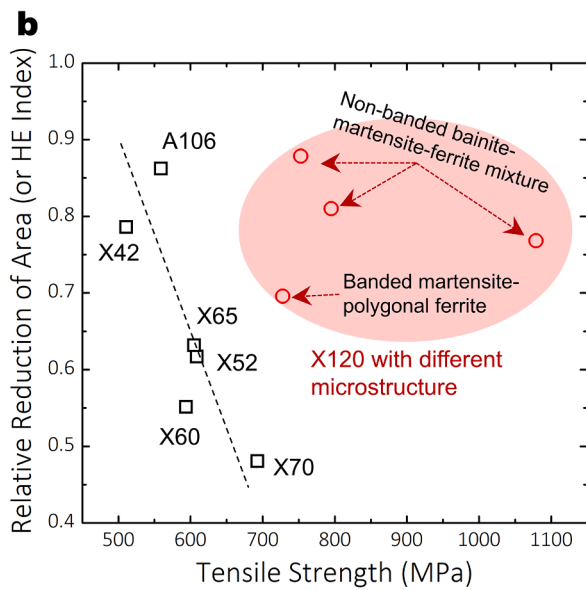 b
Relative Reduction of Area (or HE Index)
1.0
0.9
0.8
0.7
0.6
0.5
0.4
Non-banded bainite-
martensite-ferrite mixture
A106
X42
Banded martensite-
polygonal ferrite
X65
X52
X120 with different
microstructure
X60
X70
500
600
700
800
900
1000
1100
Tensile Strength (MPa)